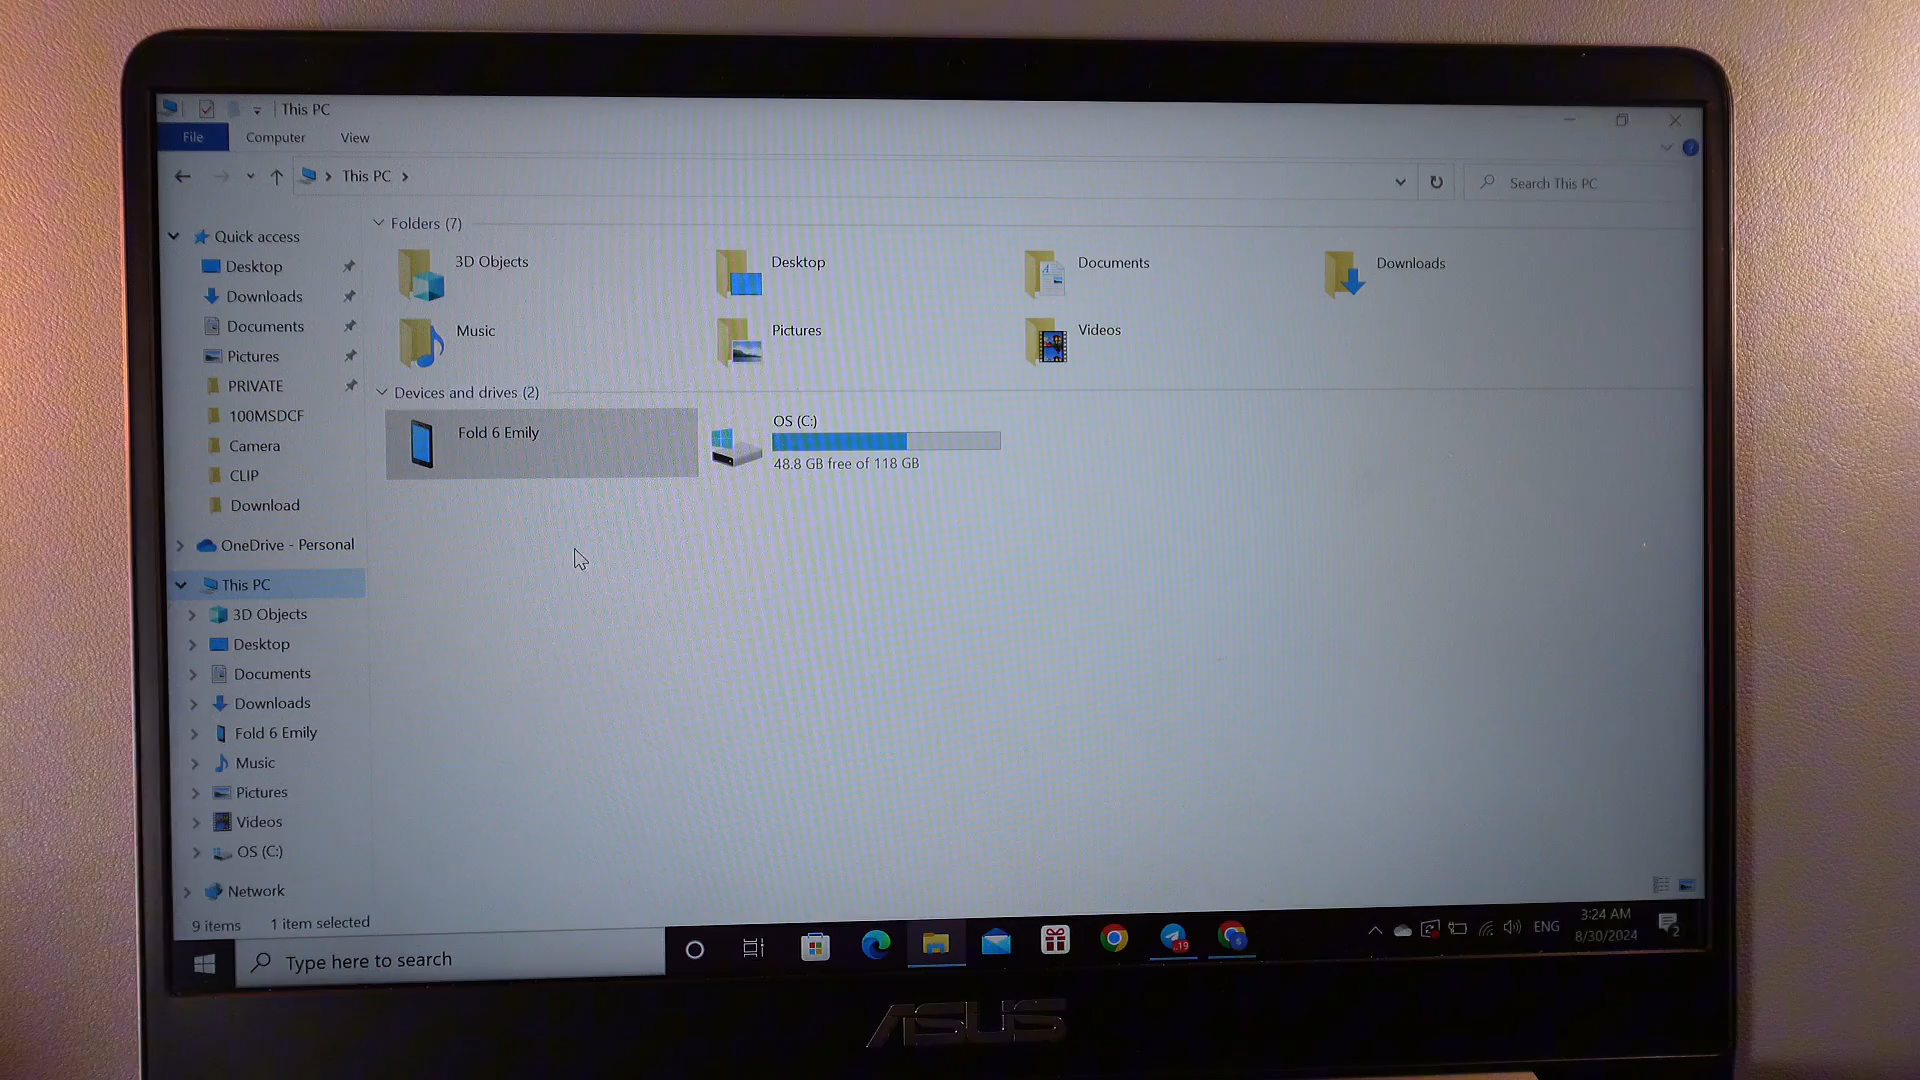 This PC
File Computer View
This PC
Search This PC
Quick access
Desktop
Downloads
Documents
Pictures
PRIVATE
100MSDCF
Camera
CLIP
Download
OneDrive - Personal
This PC
3D Objects
Desktop
Documents
Downloads
Fold 6 Emily
Music
Pictures
Videos
OS (C:)
Network
Folders (7)
3D Objects
Desktop
Documents
Downloads
Music
Pictures
Videos
Devices and drives (2)
Fold 6 Emily
OS (C:)
48.8 GB free of 118 GB
9 items 1 item selected
Type here to search
19
ENG
3:24 AM
8/30/2024
2
ASUS